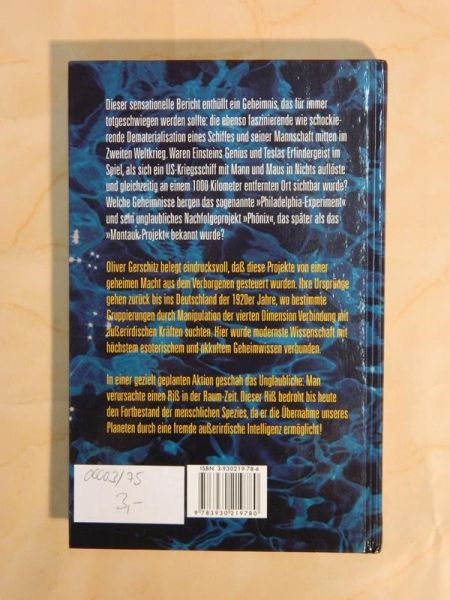 Dieser sensationelle Bericht enthüllt ein Geheimnis, das für immer
totgeschwiegen werden sollte: die ebenso faszinierende wie schockie-
rende Dematerialisation eines Schiffes und seiner Mannschaft mitten im
Zweiten Weltkrieg. Waren Einsteins Genius und Teslas Erfindergeist im
Spiel, als sich ein US-Kriegsschiff mit Mann und Maus in Nichts auflöste
und gleichzeitig an einem 1000 Kilometer entfernten Ort sichtbar wurde?
Welche Geheimnisse bergen das sogenannte »Philadelphia-Experiment«
und sein unglaubliches Nachfolgeprojekt »Phönix«, das später als das
»Montauk-Projekt« bekannt wurde?
Oliver Gerschitz belegt eindrucksvoll, daß diese Projekte von einer
geheimen Macht aus dem Verborgenen gesteuert wurden. Ihre Ursprünge
gehen zurück bis ins Deutschland der 1920er Jahre, wo bestimmte
Gruppierungen durch Manipulation der vierten Dimension Verbindung mit
außerirdischen Kräften suchten. Hier wurde modernste Wissenschaft mit
höchstem esoterischem und okkultem Geheimwissen verbunden.
In einer gezielt geplanten Aktion geschah das Unglaubliche: Man
verursachte einen Riß in der Raum-Zeit. Dieser Riß bedroht bis heute
den Fortbestand der menschlichen Spezies, da er die Übernahme unseres
Planeten durch eine fremde außerirdische Intelligenz ermöglicht!
00003/75
3,-
ISBN 3-930219-78-6
9 783930 219780